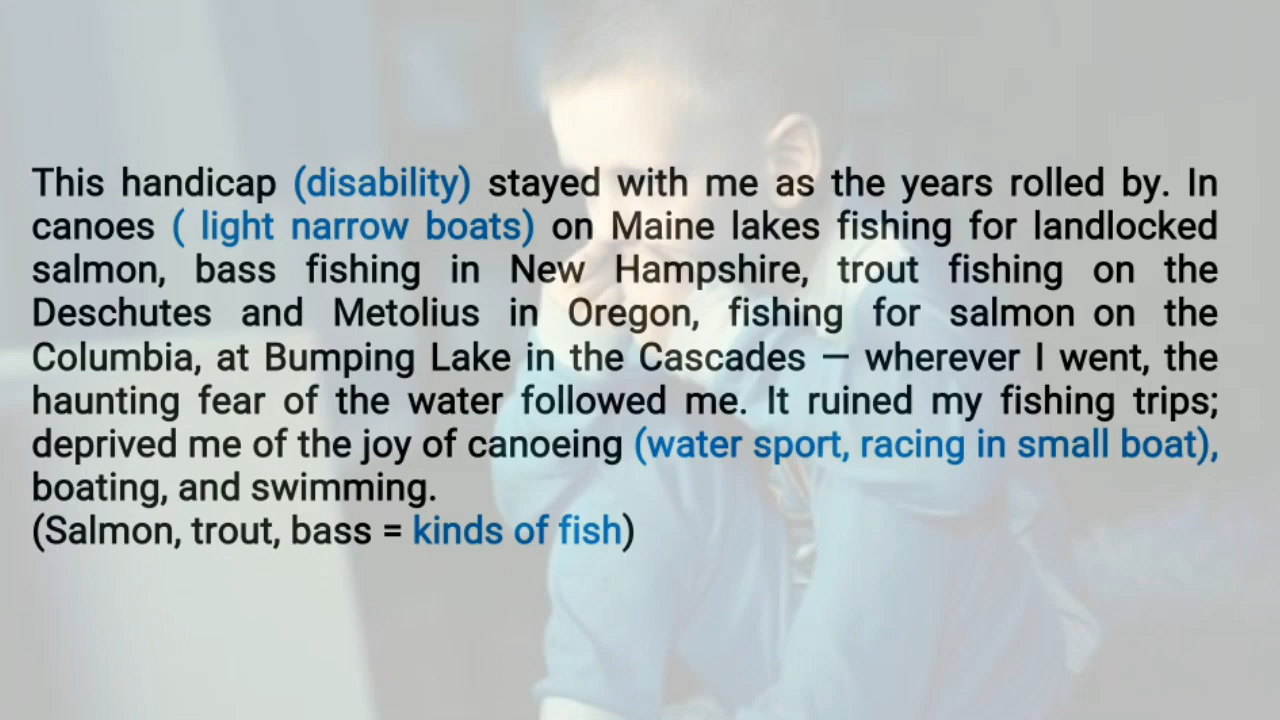 This handicap (disability) stayed with me as the years rolled by. In
canoes ( light narrow boats) on Maine lakes fishing for landlocked
salmon, bass fishing in New Hampshire, trout fishing on the
Deschutes and Metolius in Oregon, fishing for salmon on the
Columbia, at Bumping Lake in the Cascades — wherever I went, the
haunting fear of the water followed me. It ruined my fishing trips;
deprived me of the joy of canoeing (water sport, racing in small boat),
boating, and swimming.
(Salmon, trout, bass = kinds of fish)